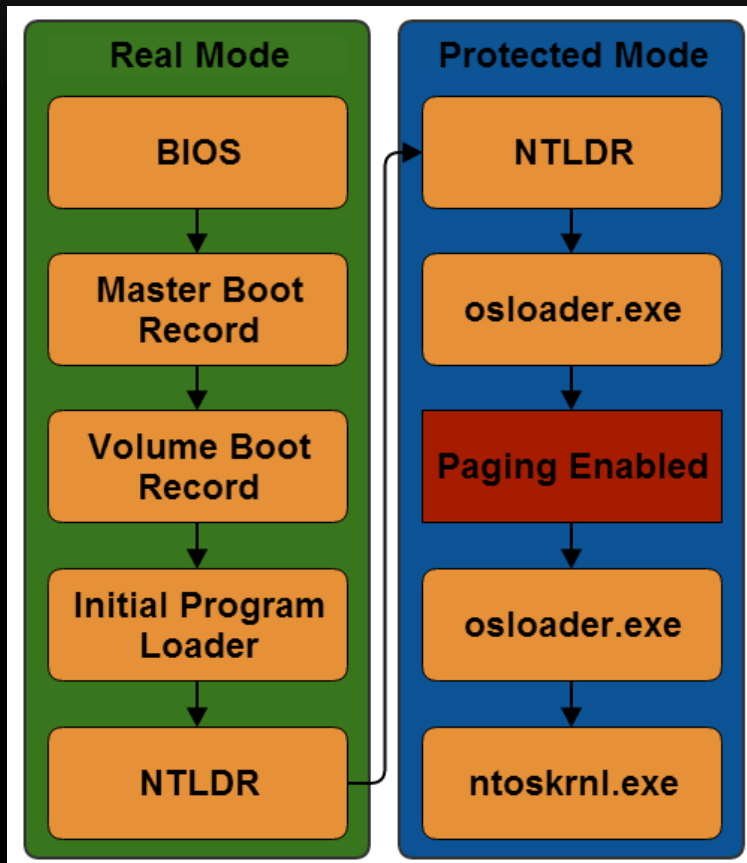 Real Mode
BIOS
Master Boot
Record
Volume Boot
Record
Initial Program
Loader
NTLDR
Protected Mode
NTLDR
osloader.exe
Paging Enabled
osloader.exe
ntoskrnl.exe